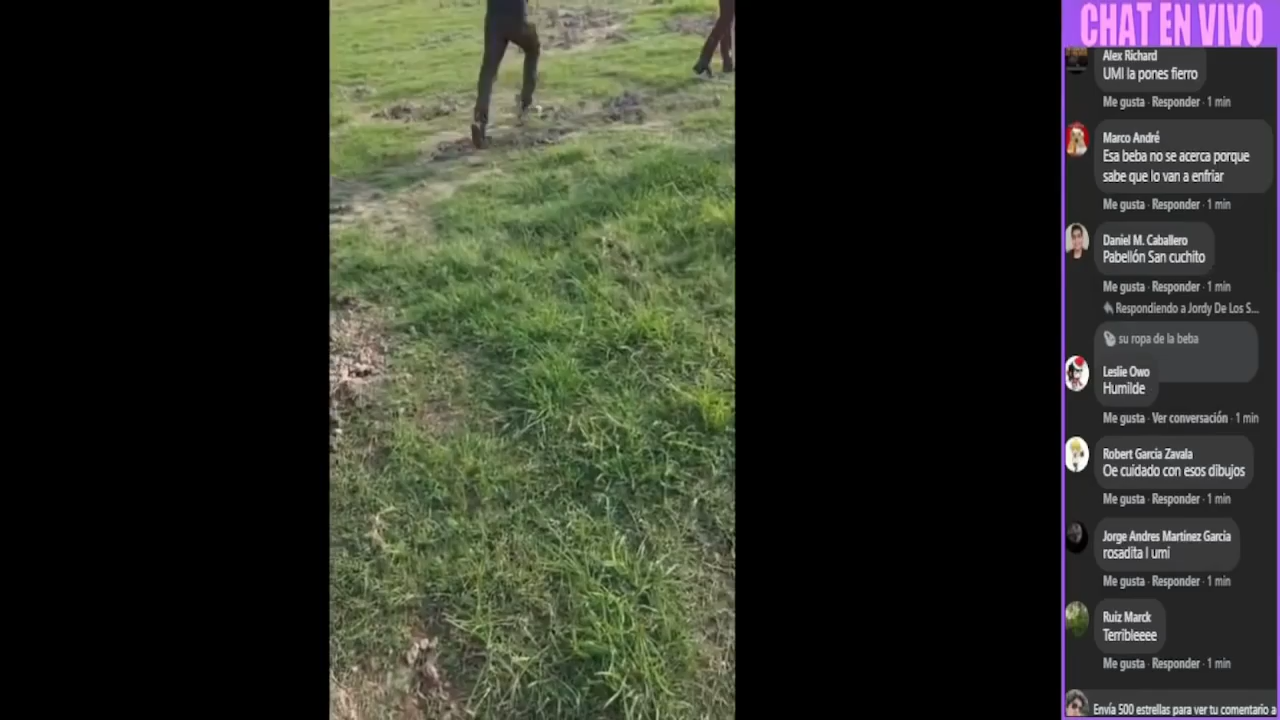 CHAT EN VIVO
Alex Richard
UMI la pones fierro
Me gusta · Responder · 1 min
Marco André
Esa beba no se acerca porque
sabe que lo van a enfriar
Me gusta · Responder · 1 min
Daniel M. Caballero
Pabellón San cuchito
Me gusta · Responder · 1 min
Respondiendo a Jordy De Los S...
su ropa de la beba
Leslie Owo
Humilde
Me gusta · Ver conversación · 1 min
Robert Garcia Zavala
Oe cuidado con esos dibujos
Me gusta · Responder · 1 min
Jorge Andres Martinez Garcia
rosadita l umi
Me gusta · Responder · 1 min
Ruiz Marck
Terribleeee
Me gusta · Responder · 1 min
Envía 500 estrellas para ver tu comentario a